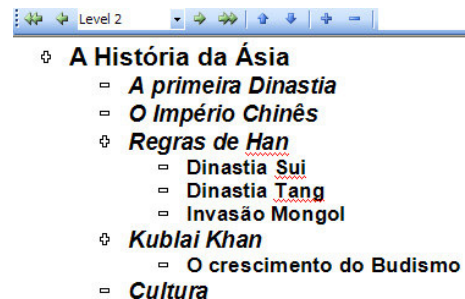 Level 2
A História da Ásia
A primeira Dinastia
O Império Chinês
Regras de Han
Dinastia Sui
Dinastia Tang
Invasão Mongol
Kublai Khan
O crescimento do Budismo
Cultura